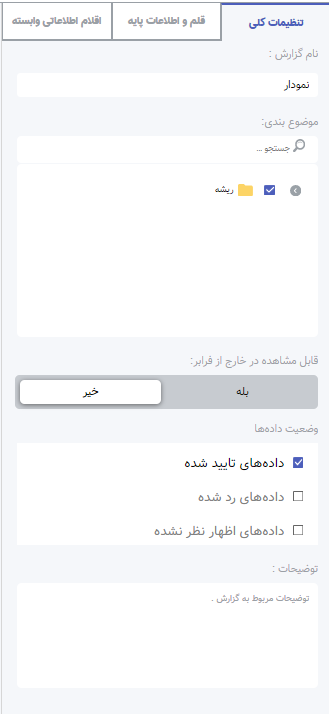 تنظیمات کلی
قلم و اطلاعات پایه
اقلام اطلاعاتی وابسته
نام گزارش :
نمودار
موضوع بندی:
جستجو ...
ریشه
قابل مشاهده در خارج از فرابر:
بله
خیر
وضعیت داده‌ها
داده‌های تایید شده
داده‌های رد شده
داده‌های اظهار نظر نشده
توضیحات :
توضیحات مربوط به گزارش .